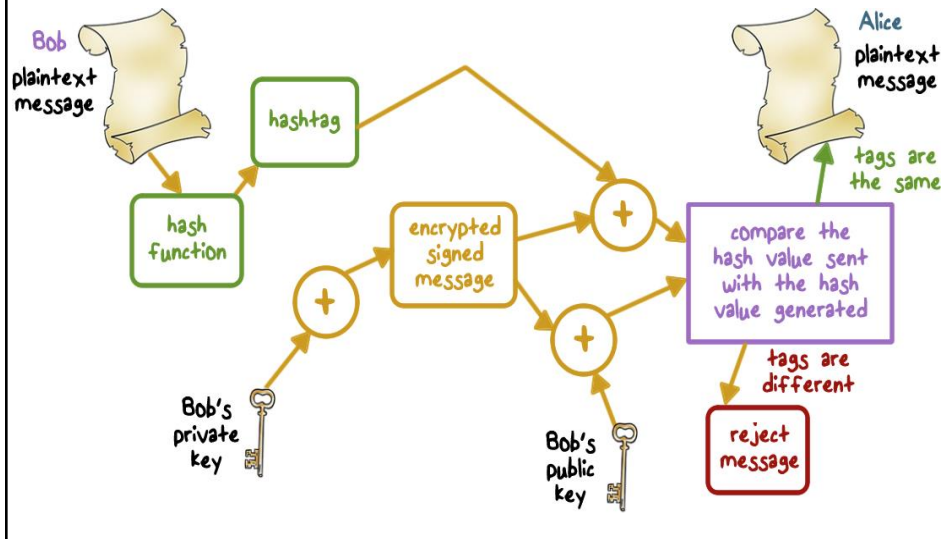 Bob
plaintext
message
hashtag
hash
function
+
Bob's
private
key
encrypted
signed
message
+
+
Bob's
public
key
compare the
hash value sent
with the hash
value generated
Alice
plaintext
message
tags are
the same
tags are
different
reject
message